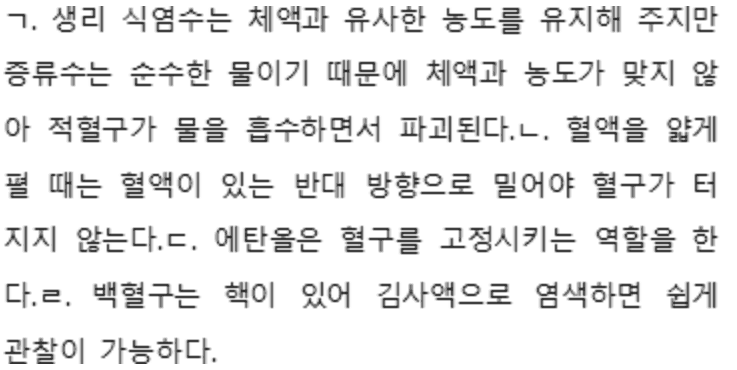 ㄱ. 생리 식염수는 체액과 유사한 농도를 유지해 주지만
증류수는 순수한 물이기 때문에 체액과 농도가 맞지 않
아 적혈구가 물을 흡수하면서 파괴된다.ㄴ. 혈액을 얇게
펼 때는 혈액이 있는 반대 방향으로 밀어야 혈구가 터
지지 않는다.ㄷ. 에탄올은 혈구를 고정시키는 역할을 한
다.ㄹ. 백혈구는 핵이 있어 김사액으로 염색하면 쉽게
관찰이 가능하다.